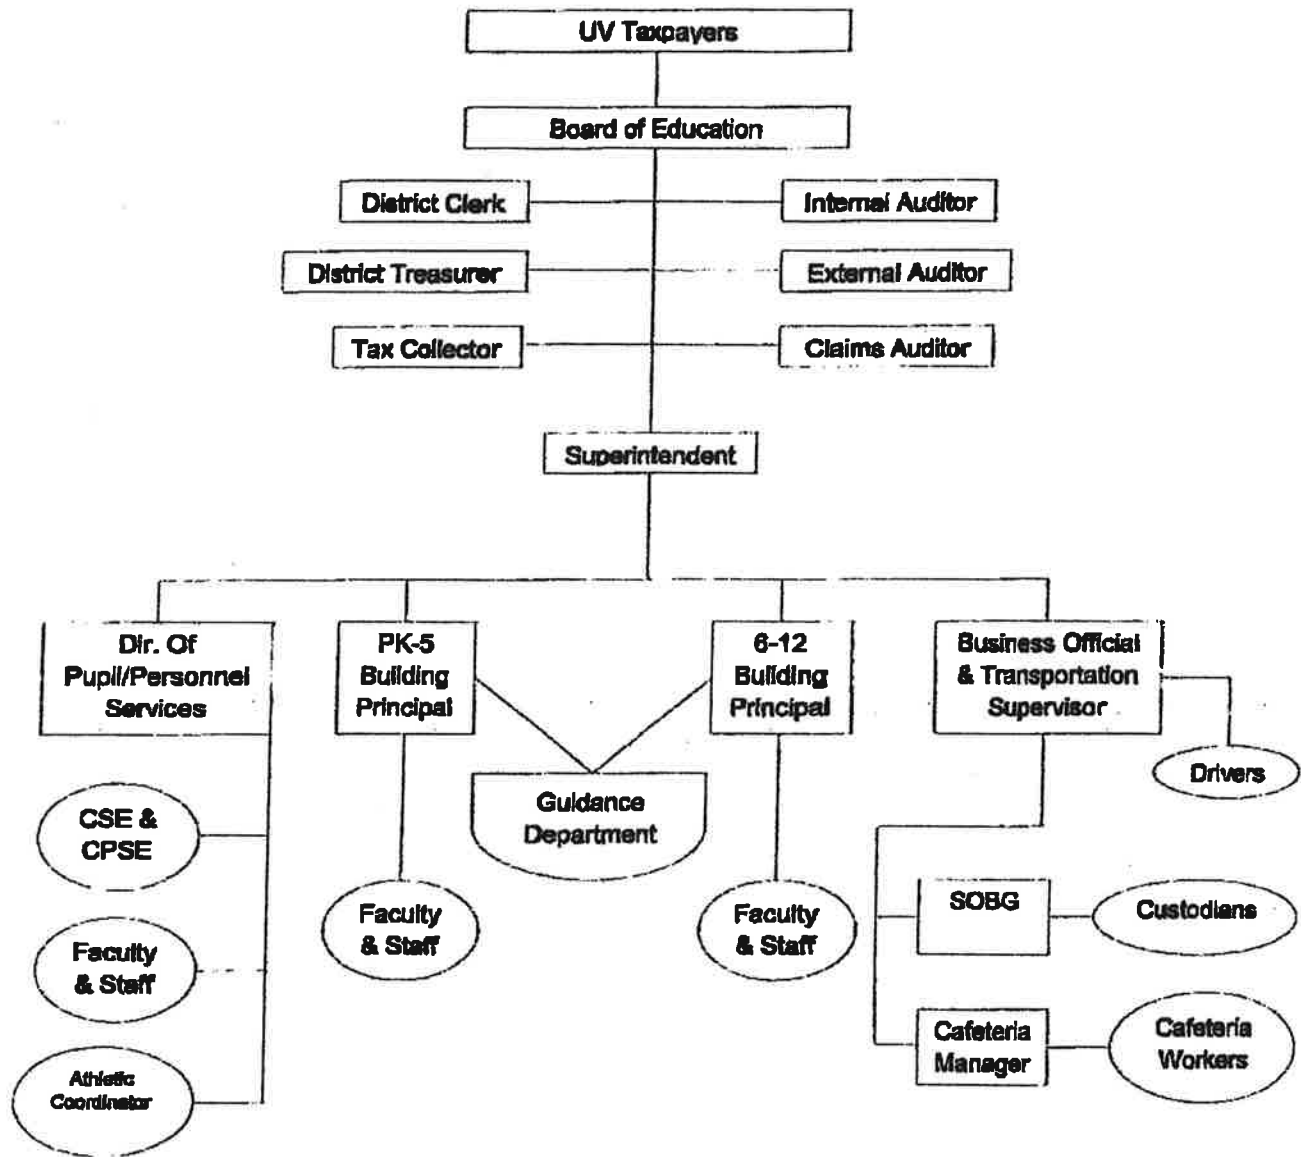 UV Taxpayers
Board of Education
District Clerk
Internal Auditor
District Treasurer
External Auditor
Tax Collector
Claims Auditor
Superintendent
Dir. Of
Pupil/Personnel
Services
PK-5
Building
Principal
6-12
Building
Principal
Business Official
& Transportation
Supervisor
Drivers
CSE &
CPSE
Guidance
Department
Faculty
& Staff
Faculty
& Staff
Faculty
& Staff
SOBG
Custodians
Athletic
Coordinator
Cafeteria
Manager
Cafeteria
Workers